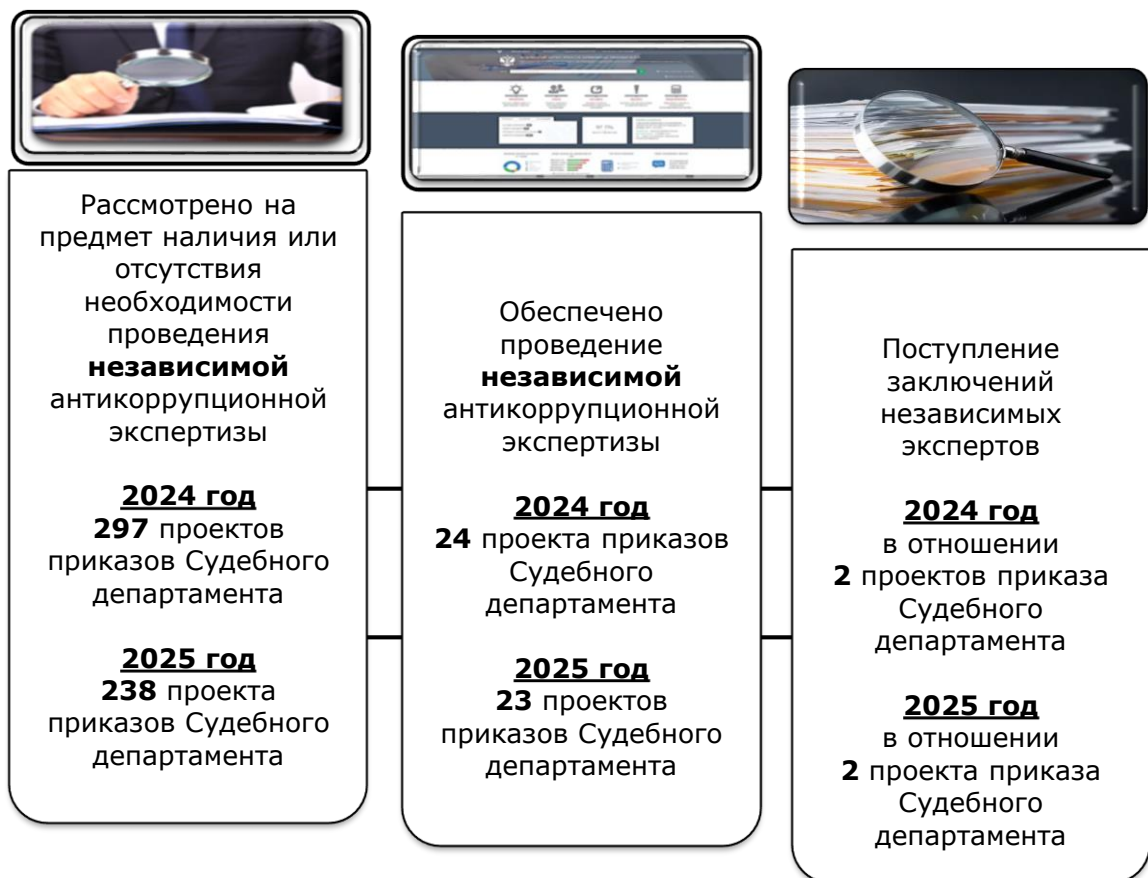 Рассмотрено на
предмет наличия или
отсутствия
необходимости
проведения
независимой
антикоррупционной
экспертизы
2024 год
297 проектов
приказов Судебного
департамента
2025 год
238 проекта
приказов Судебного
департамента
Обеспечено
проведение
независимой
антикоррупционной
экспертизы
2024 год
24 проекта приказов
Судебного
департамента
2025 год
23 проектов
приказов Судебного
департамента
Поступление
заключений
независимых
экспертов
2024 год
в отношении
2 проектов приказа
Судебного
департамента
2025 год
в отношении
2 проекта приказа
Судебного
департамента